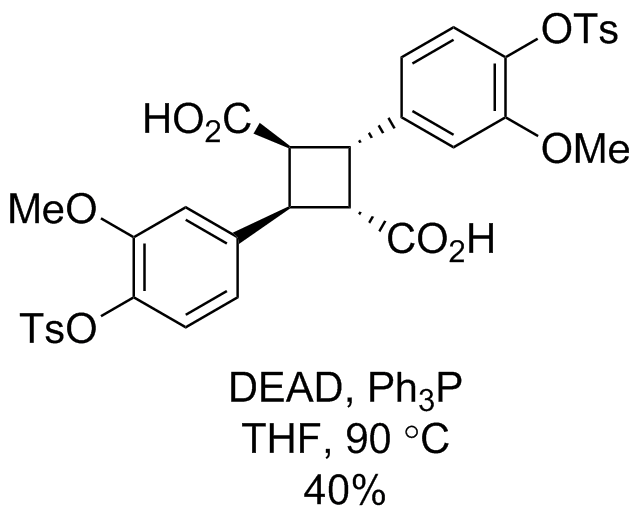 OTs
HO₂C
OMe
MeO
CO₂H
TsO
DEAD, Ph₃P
THF, 90 °C
40%